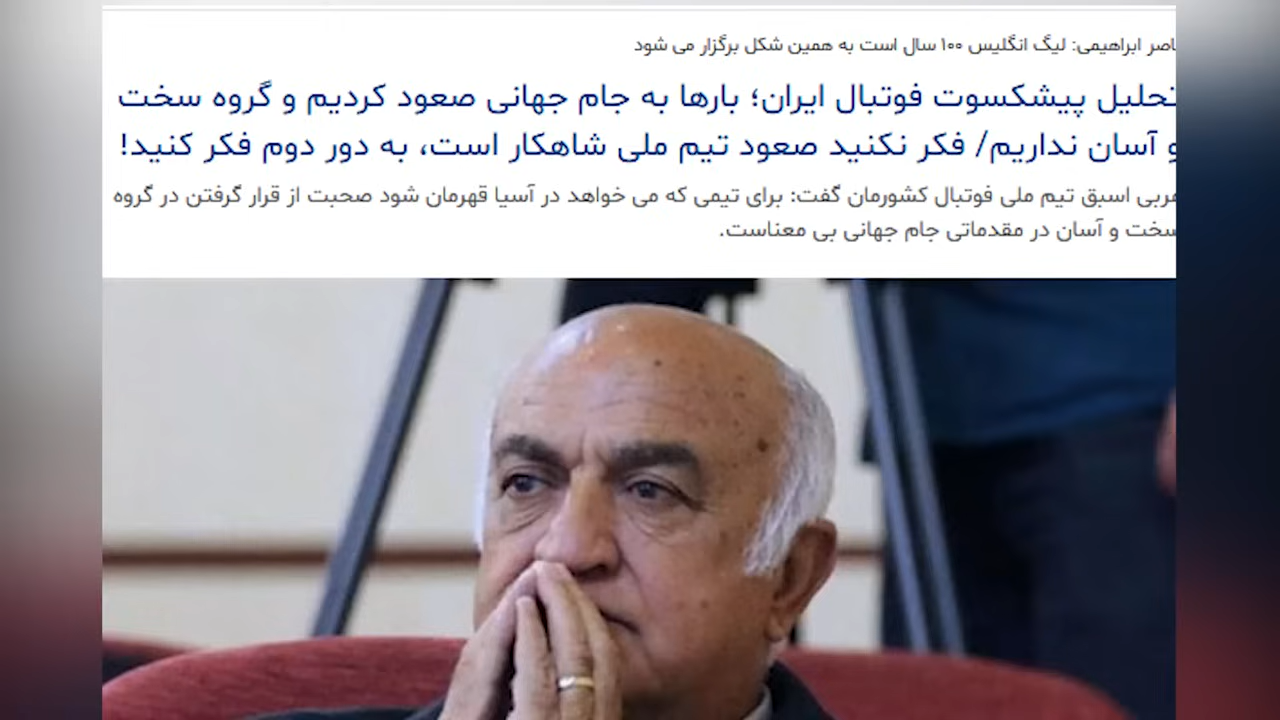 ناصر ابراهیمی: لیگ انگلیس ۱۰۰ سال است به همین شکل برگزار می شود
تحلیل پیشکسوت فوتبال ایران؛ بارها به جام جهانی صعود کردیم و گروه سخت
و آسان نداریم/ فکر نکنید صعود تیم ملی شاهکار است، به دور دوم فکر کنید!
مربی اسبق تیم ملی فوتبال کشورمان گفت: برای تیمی که می خواهد در آسیا قهرمان شود صحبت از قرار گرفتن در گروه
سخت و آسان در مقدماتی جام جهانی بی معناست.